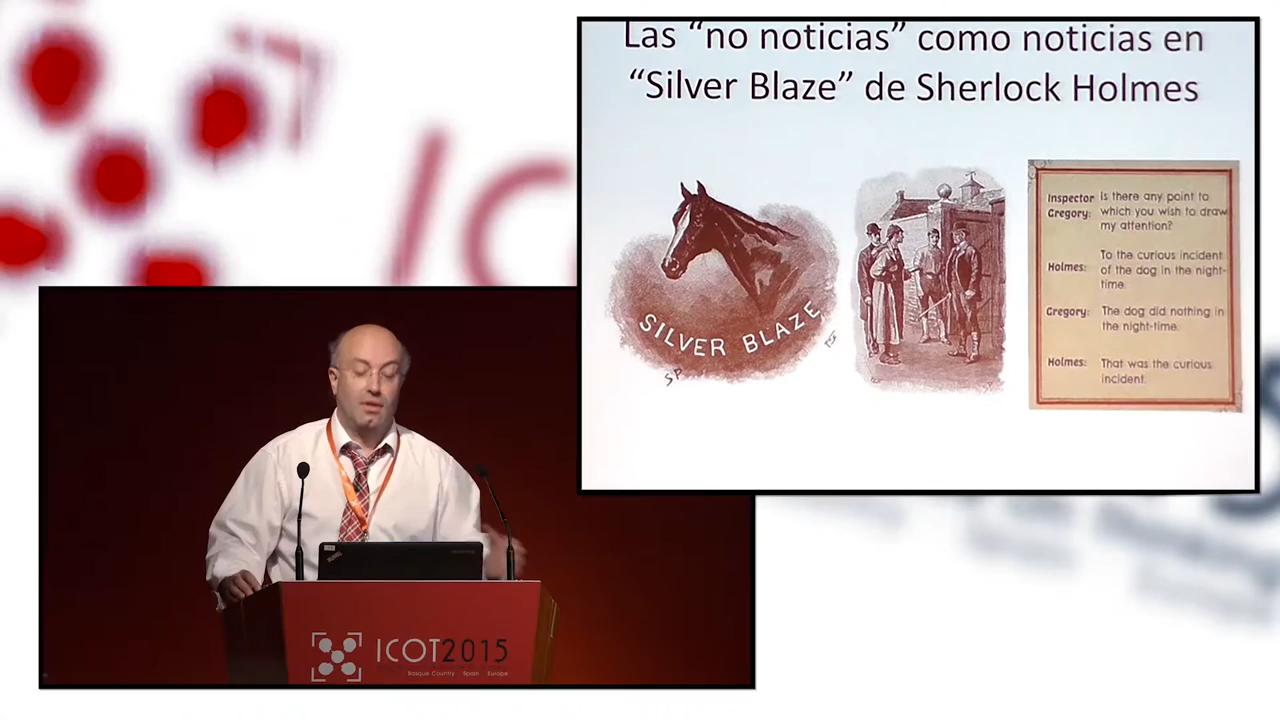 Las “no noticias” como noticias en
“Silver Blaze” de Sherlock Holmes
SILVER BLAZE
SP
Inspector Gregory: Is there any point to
which you wish to draw
my attention?
Holmes: To the curious incident
of the dog in the night-
time.
Gregory: The dog did nothing in
the night-time.
Holmes: That was the curious
incident.
IC
ICOT2015
Basque Country Spain Europe